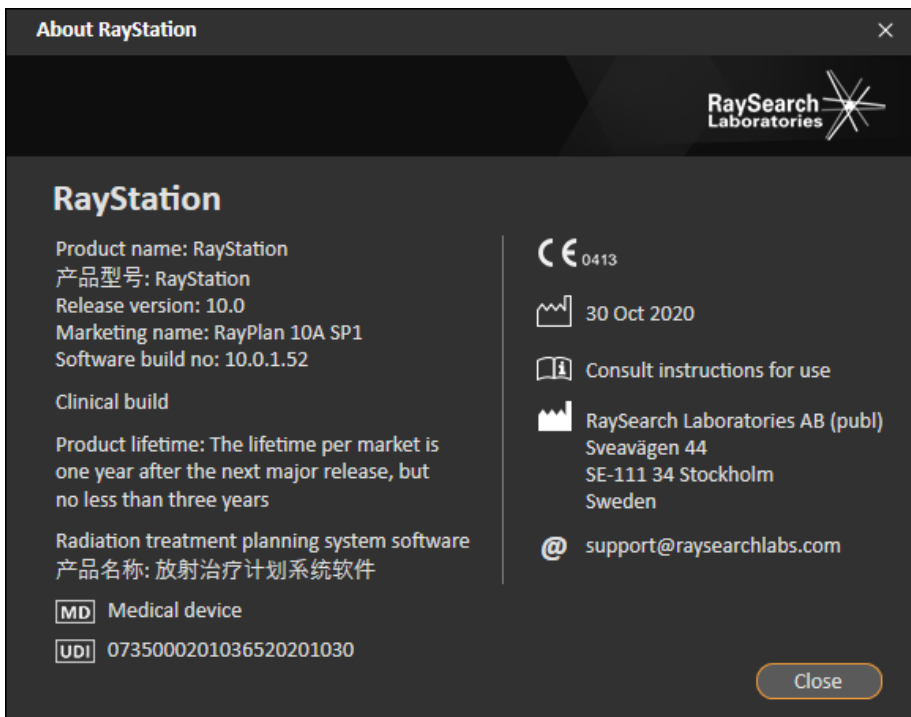 About RayStation
RaySearch
Laboratories
RayStation
Product name: RayStation
产品型号: RayStation
Release version: 10.0
Marketing name: RayPlan 10A SP1
Software build no: 10.0.1.52
Clinical build
Product lifetime: The lifetime per market is
one year after the next major release, but
no less than three years
Radiation treatment planning system software
产品名称: 放射治疗计划系统软件
MD Medical device
UDI 0735000201036520201030
CE 0413
30 Oct 2020
Consult instructions for use
RaySearch Laboratories AB (publ)
Sveavägen 44
SE-111 34 Stockholm
Sweden
@ support@raysearchlabs.com
Close